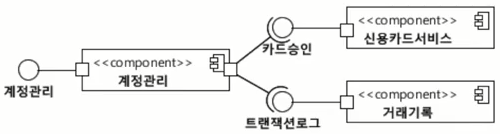 <<component>>
신용카드서비스
카드승인
<<component>>
계정관리
계정관리
<<component>>
거래기록
트랜잭션로그